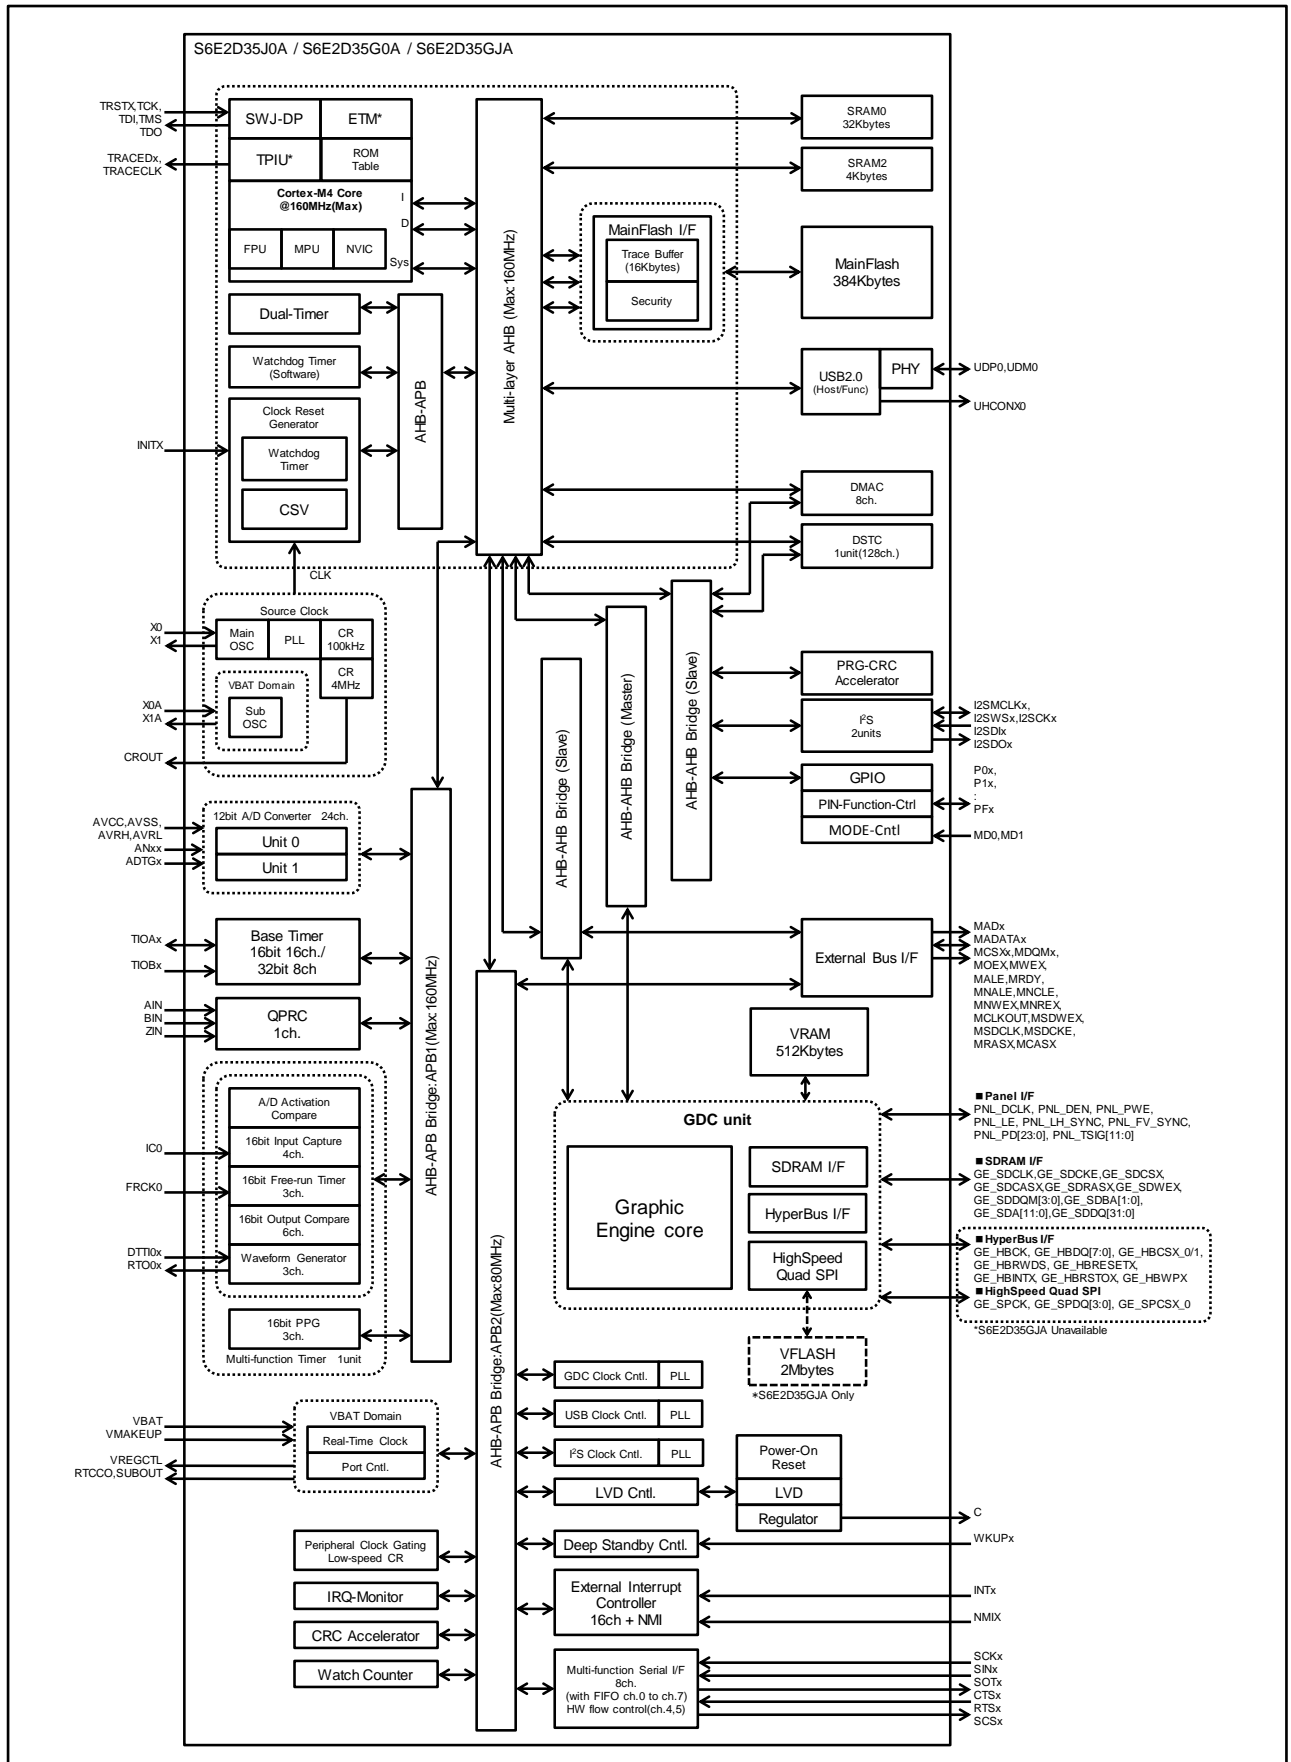 S6E2D35J0A / S6E2D35G0A / S6E2D35GJA
TRSTX,TCK,
TDI,TMS
TDO
TRACEDx,
TRACECLK
SWJ-DP
ETM*
TPIU*
ROM
Table
Cortex-M4 Core
@160MHz(Max)
I
D
Sys
FPU
MPU
NVIC
Dual-Timer
Watchdog Timer
(Software)
Clock Reset
Generator
Watchdog
Timer
CSV
INITX
AHB-APB
Multi-layer AHB (Max:160MHz)
MainFlash I/F
Trace Buffer
(16Kbytes)
Security
SRAM0
32Kbytes
SRAM2
4Kbytes
MainFlash
384Kbytes
USB2.0
(Host/Func)
PHY
UDP0,UDM0
UHCONX0
DMAC
8ch.
DSTC
1unit(128ch.)
CLK
Source Clock
Main
OSC
PLL
CR
100kHz
CR
4MHz
VBAT Domain
Sub
OSC
X0
X1
X0A
X1A
CROUT
AHB-AHB Bridge (Slave)
AHB-AHB Bridge (Master)
AHB-AHB Bridge (Slave)
PRG-CRC
Accelerator
I²S
2units
I2SMCLKx,
I2SWSx,I2SCKx
I2SDIx
I2SDOx
GPIO
PIN-Function-Ctrl
MODE-Cntl
P0x,
P1x,
:
PFx
MD0,MD1
AVCC,AVSS,
AVRH,AVRL
ANxx
ADTGx
12bit A/D Converter 24ch.
Unit 0
Unit 1
TIOAx
TIOBx
Base Timer
16bit 16ch./
32bit 8ch
AIN
BIN
ZIN
QPRC
1ch.
AHB-APB Bridge:APB1(Max:160MHz)
AHB-APB Bridge:APB2(Max:80MHz)
External Bus I/F
MADx
MADATAx
MCSXx,MDQMx,
MOEX,MWEX,
MALE,MRDY,
MNALE,MNCLE,
MNWEX,MNREX,
MCLKOUT,MSDWEX,
MSDCLK,MSDCKE,
MRASX,MCASX
VRAM
512Kbytes
A/D Activation
Compare
16bit Input Capture
4ch.
16bit Free-run Timer
3ch.
16bit Output Compare
6ch.
Waveform Generator
3ch.
16bit PPG
3ch.
Multi-function Timer 1unit
IC0
FRCK0
DTTI0x
RTO0x
GDC unit
Graphic
Engine core
SDRAM I/F
HyperBus I/F
HighSpeed
Quad SPI
VFLASH
2Mbytes
*S6E2D35GJA Only
■Panel I/F
PNL_DCLK, PNL_DEN, PNL_PWE,
PNL_LE, PNL_LH_SYNC, PNL_FV_SYNC,
PNL_PD[23:0], PNL_TSIG[11:0]
■SDRAM I/F
GE_SDCLK,GE_SDCKE,GE_SDCSX,
GE_SDCASX,GE_SDRASX,GE_SDWEX,
GE_SDDQM[3:0],GE_SDBA[1:0],
GE_SDA[11:0],GE_SDDQ[31:0]
■HyperBus I/F
GE_HBCK, GE_HBDQ[7:0], GE_HBCSX_0/1,
GE_HBRWDS, GE_HBRESETX,
GE_HBINTX, GE_HBRSTOX, GE_HBWPX
■HighSpeed Quad SPI
GE_SPCK, GE_SPDQ[3:0], GE_SPCSX_0
*S6E2D35GJA Unavailable
VBAT
VMAKEUP
VREGCTL
RTCCO,SUBOUT
VBAT Domain
Real-Time Clock
Port Cntl.
GDC Clock Cntl.
PLL
USB Clock Cntl.
PLL
I²S Clock Cntl.
PLL
LVD Cntl.
Power-On
Reset
LVD
Regulator
C
Deep Standby Cntl.
WKUPx
Peripheral Clock Gating
Low-speed CR
IRQ-Monitor
CRC Accelerator
Watch Counter
External Interrupt
Controller
16ch + NMI
INTx
NMIX
Multi-function Serial I/F
8ch.
(with FIFO ch.0 to ch.7)
HW flow control(ch.4,5)
SCKx
SINx
SOTx
CTSx
RTSx
SCSx